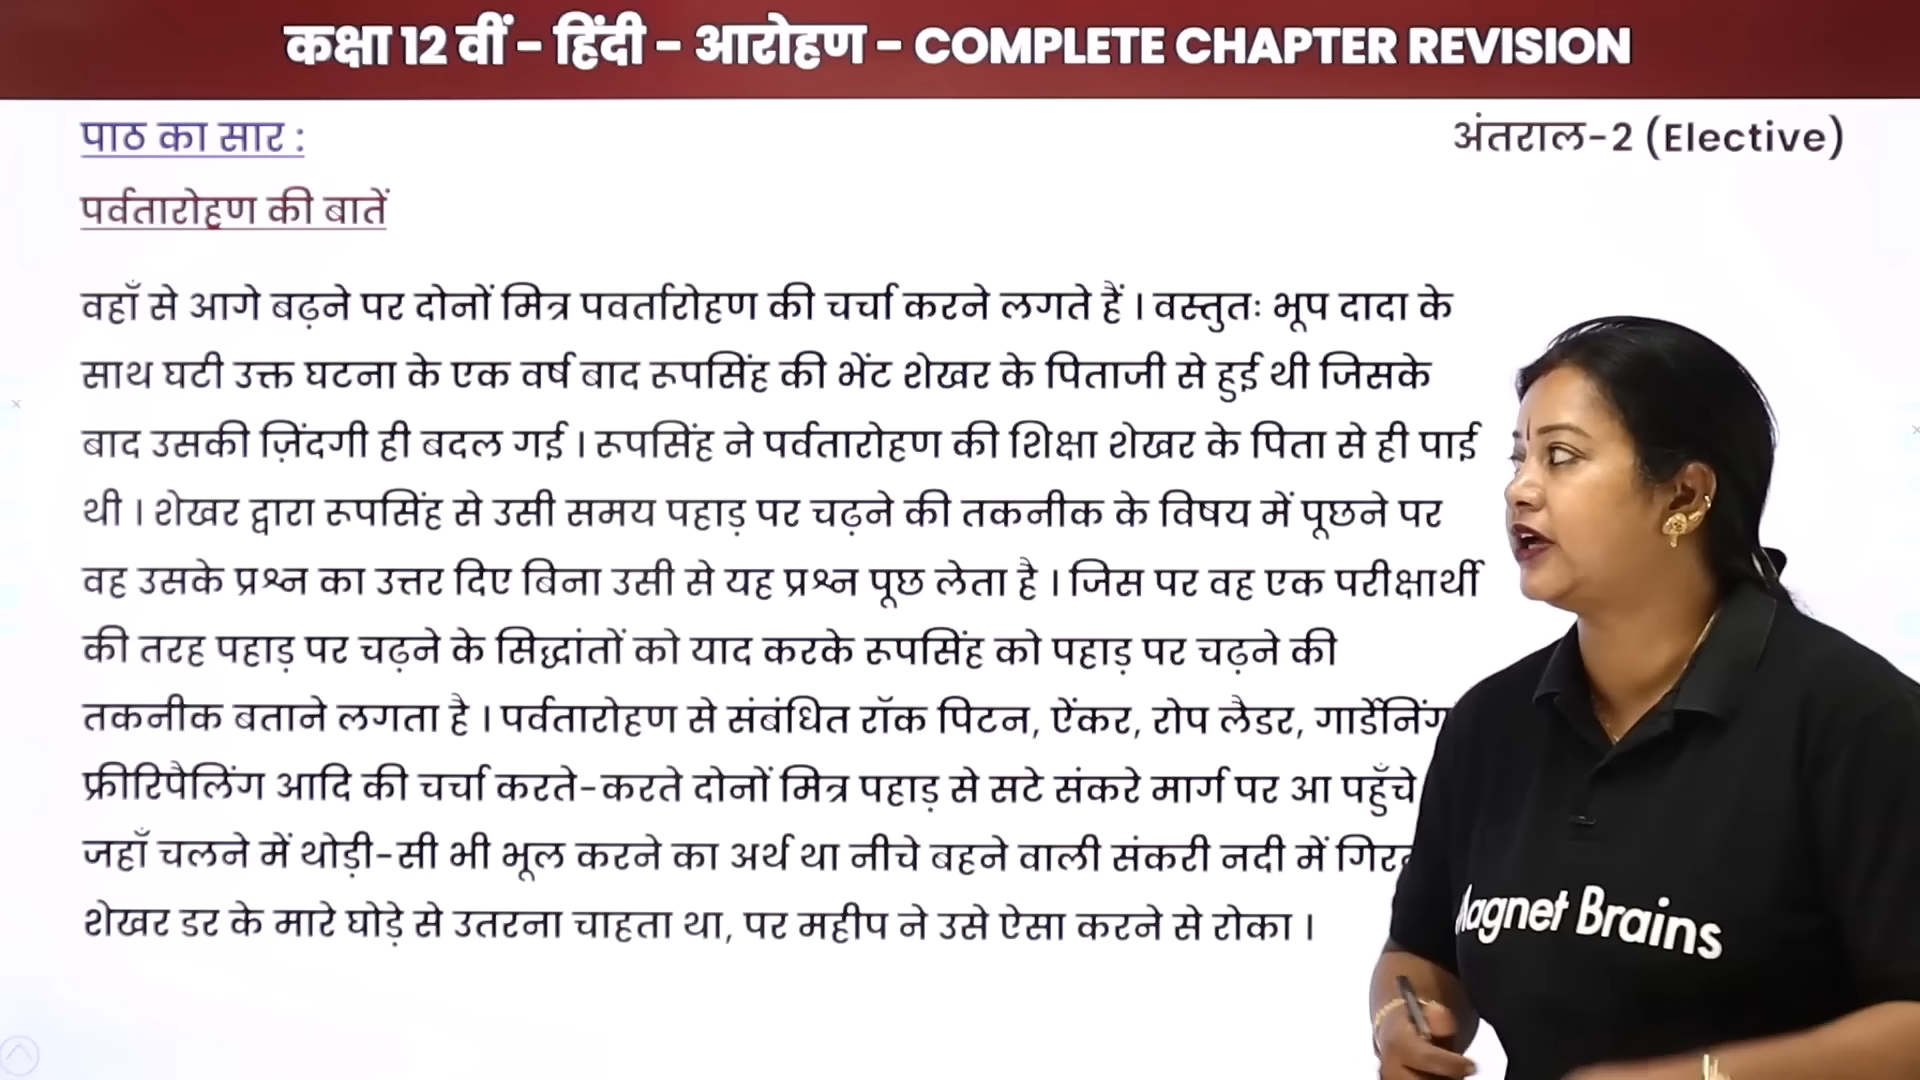 कक्षा 12 वीं - हिंदी - आरोहण - COMPLETE CHAPTER REVISION
पाठ का सार :
अंतराल-2 (Elective)
पर्वतारोहण की बातें
वहाँ से आगे बढ़ने पर दोनों मित्र पवर्तारोहण की चर्चा करने लगते हैं । वस्तुतः भूप दादा के
साथ घटी उक्त घटना के एक वर्ष बाद रूपसिंह की भेंट शेखर के पिताजी से हुई थी जिसके
बाद उसकी ज़िंदगी ही बदल गई । रूपसिंह ने पर्वतारोहण की शिक्षा शेखर के पिता से ही पाई
थी । शेखर द्वारा रूपसिंह से उसी समय पहाड़ पर चढ़ने की तकनीक के विषय में पूछने पर
वह उसके प्रश्न का उत्तर दिए बिना उसी से यह प्रश्न पूछ लेता है । जिस पर वह एक परीक्षार्थी
की तरह पहाड़ पर चढ़ने के सिद्धांतों को याद करके रूपसिंह को पहाड़ पर चढ़ने की
तकनीक बताने लगता है । पर्वतारोहण से संबंधित रॉक पिटन, ऐंकर, रोप लैडर, गार्डेनिंग
फ्रीरिपैलिंग आदि की चर्चा करते-करते दोनों मित्र पहाड़ से सटे संकरे मार्ग पर आ पहुँचे
जहाँ चलने में थोड़ी-सी भी भूल करने का अर्थ था नीचे बहने वाली संकरी नदी में
शेखर डर के मारे घोड़े से उतरना चाहता था, पर महीप ने उसे ऐसा करने से रोका ।
Brains